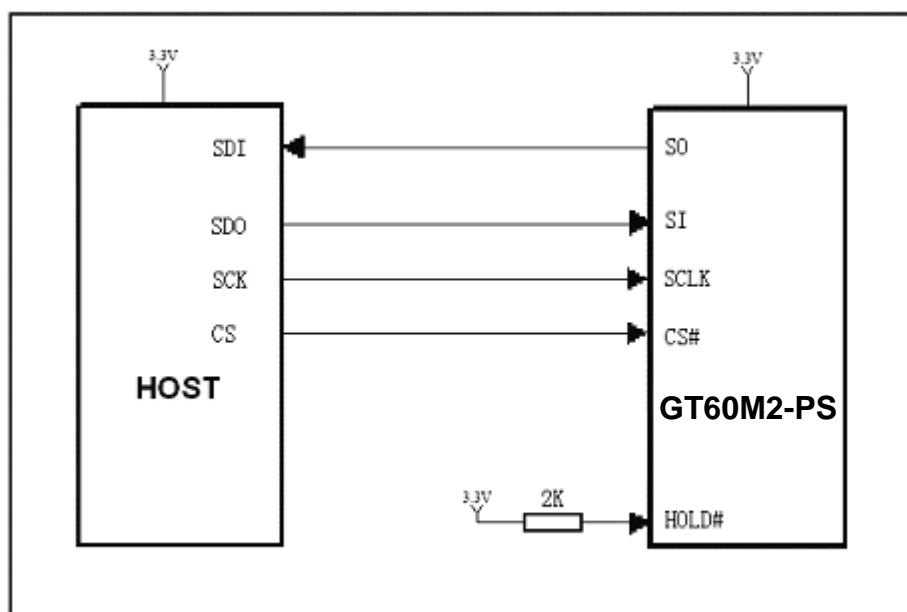 3.3V
3.3V
SDI
SO
SDO
SI
SCK
SCLK
CS
CS#
HOST
GT60M2-PS
3.3V
2K
HOLD#